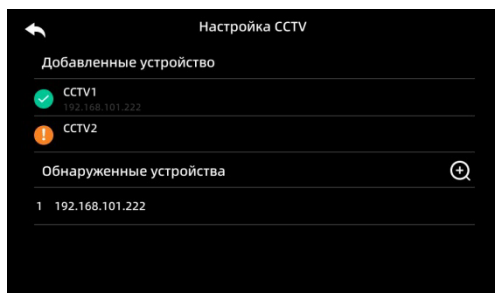 Настройка CCTV
Добавленные устройство
CCTV1
192.168.101.222
CCTV2
Обнаруженные устройства
1 192.168.101.222